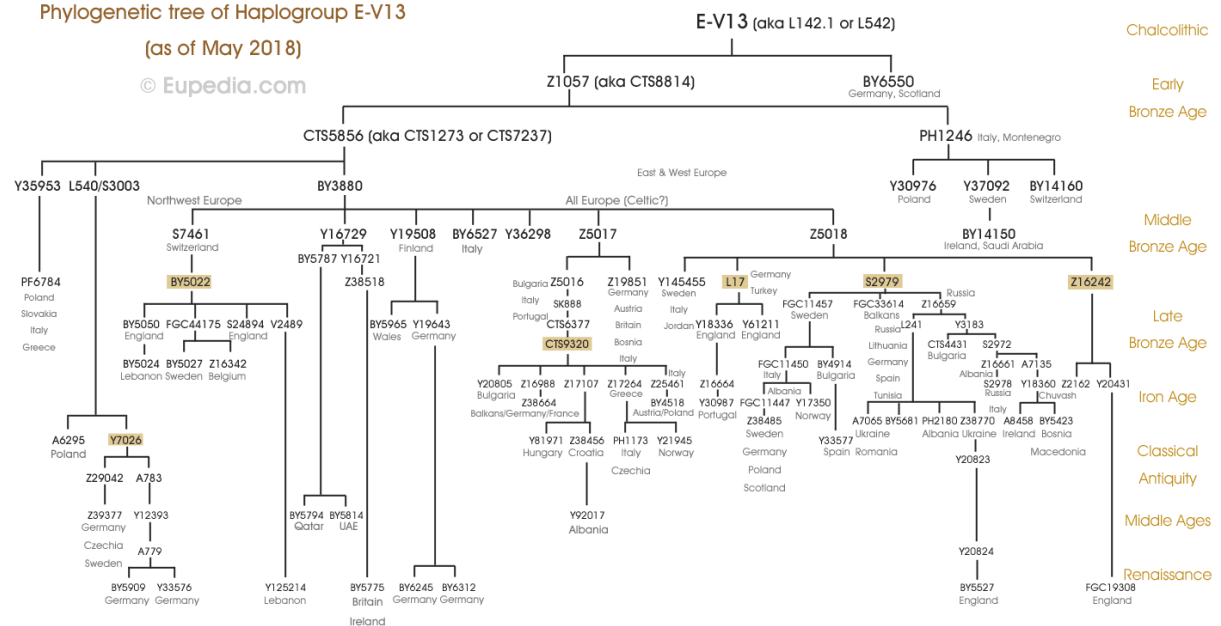 Phylogenetic tree of Haplogroup E-V13
(as of May 2018)
© Eupedia.com
E-V13 (aka L142.1 or L542)
Chalcolithic
Z1057 (aka CTS8814)
BY6550
Germany, Scotland
Early
Bronze Age
CTS5856 (aka CTS1273 or CTS7237)
PH1246 Italy, Montenegro
East & West Europe
Y35953 L540/S3003 BY3880
Y30976 Y37092 BY14160
Poland Sweden Switzerland
Northwest Europe All Europe (Celtic?)
Middle
Bronze Age
S7461 Y16729 Y19508 BY6527 Y36298 Z5017 Z5018 BY14150
Switzerland Finland Italy Ireland, Saudi Arabia
BY5787 Y16721
PF6784 BY5022 Z38518 Z5016 Z19851 Y145455 L17 S2979 Z16242
Poland
Slovakia
Italy
Greece
Bulgaria
Italy
Portugal
Germany
Austria
Britain
Bosnia
Italy
Sweden
Italy
Jordan
Germany
Turkey
SK888
CTS6377
CTS9320
FGC11457 FGC33614 Z16659
Sweden Balkans Russia
Late
Bronze Age
BY5050 FGC44175 S24894 V2489
England England
BY5024 BY5027 Z16342
Lebanon Sweden Belgium
BY5965 Y19643
Wales Germany
Y18336 Y61211
England England
L241 Y3183
Russia
Lithuania
Germany
Spain
Tunisia
CTS4431 S2972
Bulgaria
FGC11450 BY4914
Italy Bulgaria
Albania
Z16661 A7135
Albania
S2978 Y18360
Russia Chuvash
Italy
Z2162 Y20431
Iron Age
Y20805 Z16988 Z17107 Z17264 Z25461
Bulgaria Greece Italy
Z38664 BY4518
Balkans/Germany/France Austria/Poland
Z16664
Y30987 Portugal
FGC11447 Y17350
Norway
Z38485
Sweden
Germany
Poland
Scotland
Y33577
Spain
A7065 BY5681 PH2180 Z38770
Ukraine Albania Ukraine
Romania
A8458 BY5423
Ireland Bosnia
Macedonia
Y81971 Z38456 PH1173 Y21945
Hungary Croatia Italy Norway
Czechia
Classical
Antiquity
A6295 Y7026
Poland
Z29042 A783
Y20823
Z39377 Y12393
Germany
Czechia
Sweden
BY5794 BY5814
Qatar UAE
Y92017
Albania
Middle Ages
A779
Y20824
Renaissance
BY5909 Y33576 Y125214 BY5775 BY6245 BY6312 BY5527 FGC19308
Germany Germany Lebanon Britain Germany Germany England England
Ireland